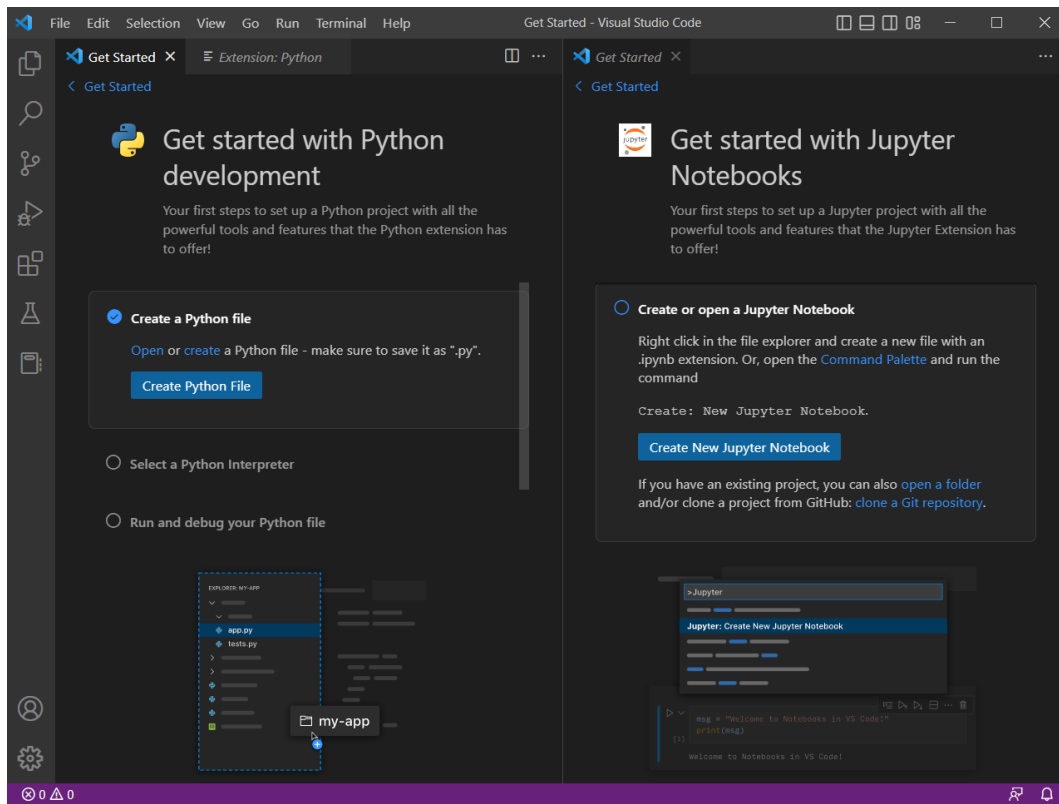 File Edit Selection View Go Run Terminal Help Get Started - Visual Studio Code
Get Started
Extension: Python
Get Started
Get started with Python
development
Your first steps to set up a Python project with all the
powerful tools and features that the Python extension has
to offer!
Create a Python file
Open or create a Python file - make sure to save it as ".py".
Create Python File
Select a Python Interpreter
Run and debug your Python file
EXPLORER: MY-APP
app.py
tests.py
my-app
Get Started
Get Started
jupyter
Get started with Jupyter
Notebooks
Your first steps to set up a Jupyter project with all the
powerful tools and features that the Jupyter Extension has
to offer!
Create or open a Jupyter Notebook
Right click in the file explorer and create a new file with an
.ipynb extension. Or, open the Command Palette and run the
command
Create: New Jupyter Notebook.
Create New Jupyter Notebook
If you have an existing project, you can also open a folder
and/or clone a project from GitHub: clone a Git repository.
>Jupyter
Jupyter: Create New Jupyter Notebook
msg = "Welcome to Notebooks in VS Code!"
print(msg)
[1]
Welcome to Notebooks in VS Code!
0 0